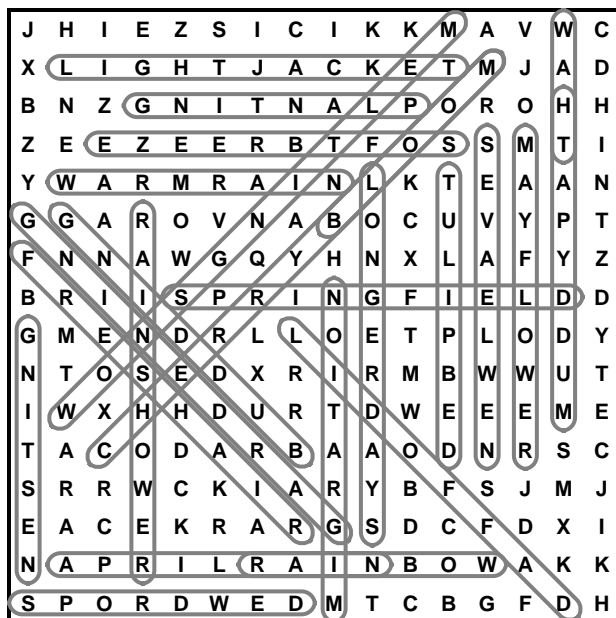 J H I E Z S I C I K K M A V W C
X L I G H T J A C K E T M J A D
B N Z G N I T N A L P O R O H H
Z E E Z E E R B T F O S S M T I
Y W A R M R A I N L K T E A A N
G G A R O V N A B O C U V Y P T
F N N A W G Q Y H N X L A F Y Z
B R I I S P R I N G F I E L D D
G M E N D R L L O E T P L O D Y
N T O S E D X R I R M B W W U T
I W X H H D U R T D W E E E M E
T A C O D A R B A A O D N R S C
S R R W C K I A R Y B F S J M J
E A C E K R A R G S D C F D X I
N A P R I L R A I N B O W A K K
S P O R D W E D M T C B G F D H